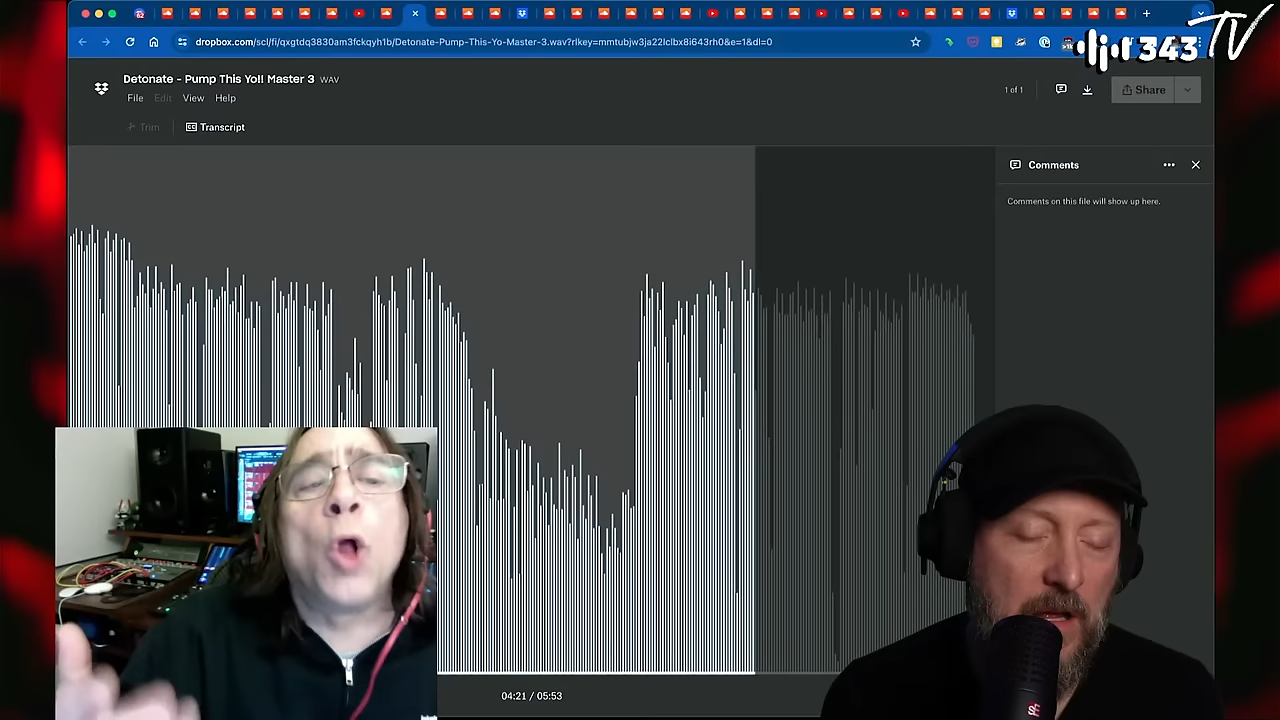 343 TV
dropbox.com/scl/fi/qxgtdq3830am3fckqyh1b/Detonate-Pump-This-Yo-Master-3.wav?rlkey=mmtubjw3ja22lclbx8i643rh0&e=1&dl=0
Detonate - Pump This Yo!! Master 3 WAV
File Edit View Help
1 of 1
Share
Trim
Transcript
Comments
Comments on this file will show up here.
04:21 / 05:53